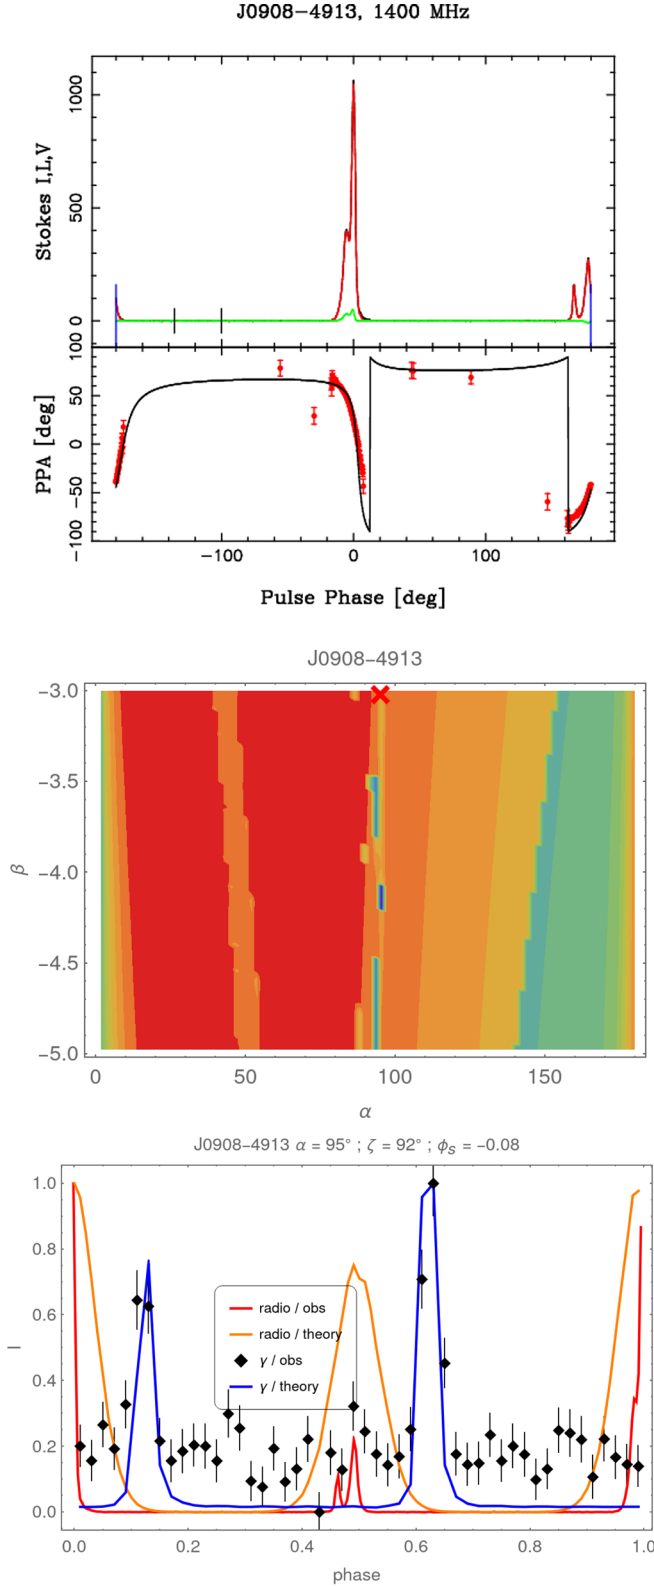 J0908−4913, 1400 MHz
Stokes I,L,V
1000
500
0
100
PPA [deg]
50
0
−50
−100
−100
0
100
Pulse Phase [deg]
J0908−4913
β
−3.0
−3.5
−4.0
−4.5
−5.0
0
50
100
150
α
J0908−4913 α = 95° ; ζ = 92° ; ϕs = −0.08
I
1.0
0.8
0.6
0.4
0.2
0.0
radio / obs
radio / theory
γ / obs
γ / theory
0.0
0.2
0.4
0.6
0.8
1.0
phase